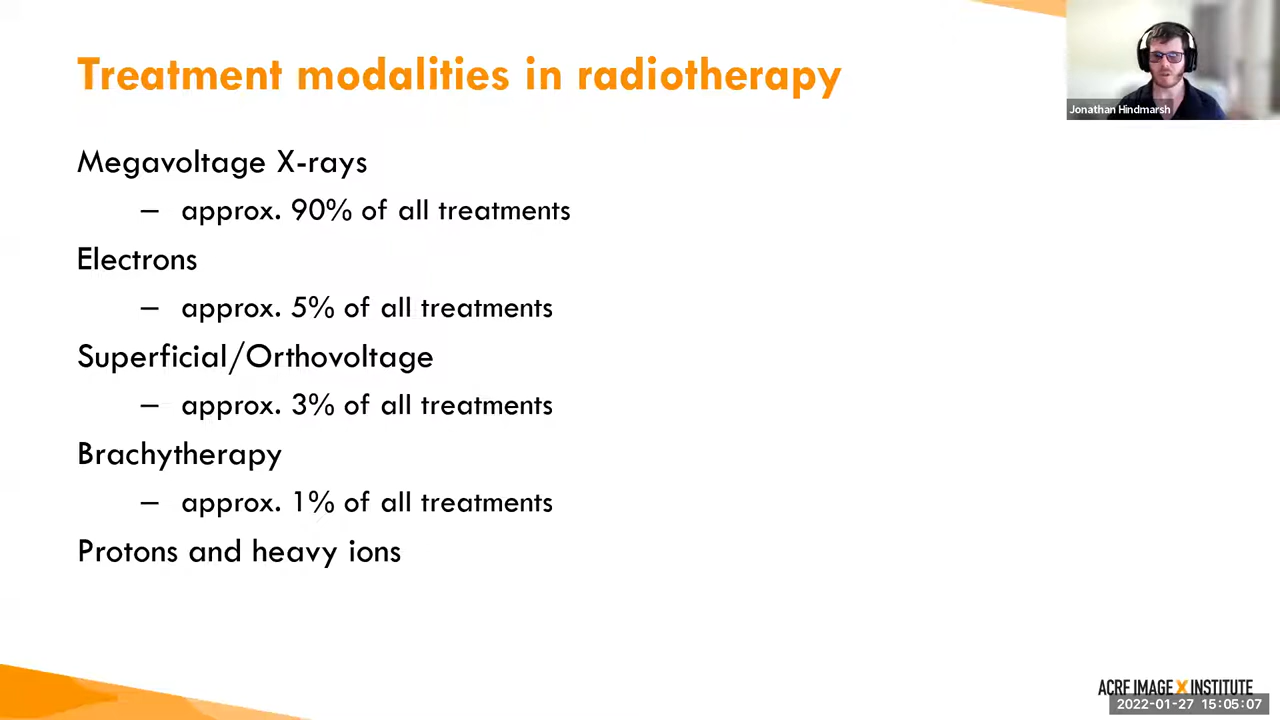 Treatment modalities in radiotherapy
Jonathan Hindmarsh
Megavoltage X-rays
– approx. 90% of all treatments
Electrons
– approx. 5% of all treatments
Superficial/Orthovoltage
– approx. 3% of all treatments
Brachytherapy
– approx. 1% of all treatments
Protons and heavy ions
ACRF IMAGE X INSTITUTE
2022-01-27 15:05:07